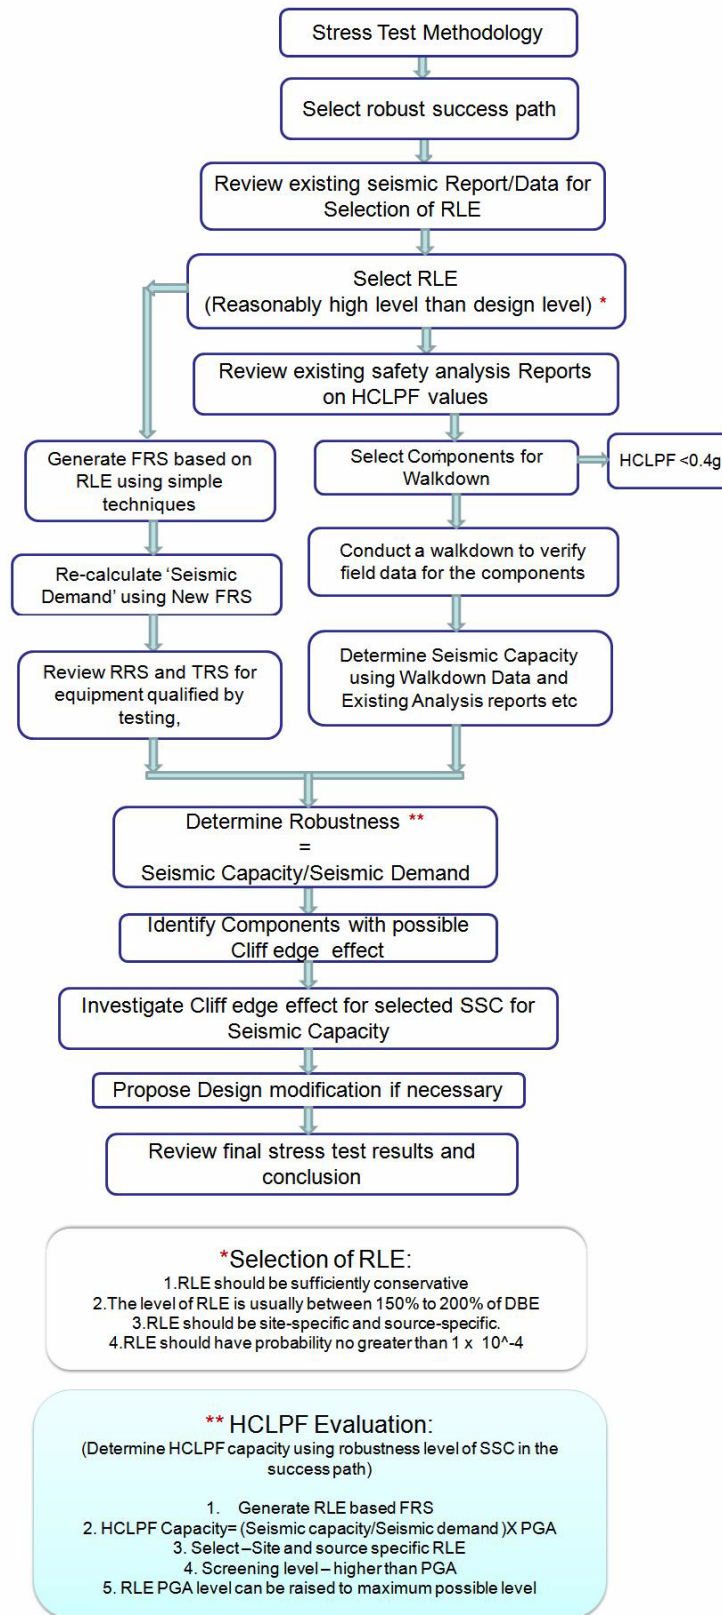 Stress Test Methodology
Select robust success path
Review existing seismic Report/Data for
Selection of RLE
Select RLE
(Reasonably high level than design level) *
Review existing safety analysis Reports
on HCLPF values
Generate FRS based on
RLE using simple
techniques
Select Components for
Walkdown
HCLPF <0.4g
Re-calculate ‘Seismic
Demand’ using New FRS
Conduct a walkdown to verify
field data for the components
Review RRS and TRS for
equipment qualified by
testing,
Determine Seismic Capacity
using Walkdown Data and
Existing Analysis reports etc
Determine Robustness **
=
Seismic Capacity/Seismic Demand
Identify Components with possible
Cliff edge effect
Investigate Cliff edge effect for selected SSC for
Seismic Capacity
Propose Design modification if necessary
Review final stress test results and
conclusion
*Selection of RLE:
1.RLE should be sufficiently conservative
2.The level of RLE is usually between 150% to 200% of DBE
3.RLE should be site-specific and source-specific.
4.RLE should have probability no greater than 1 x 10^-4
** HCLPF Evaluation:
(Determine HCLPF capacity using robustness level of SSC in the
success path)
1. Generate RLE based FRS
2. HCLPF Capacity= (Seismic capacity/Seismic demand )X PGA
3. Select –Site and source specific RLE
4. Screening level – higher than PGA
5. RLE PGA level can be raised to maximum possible level